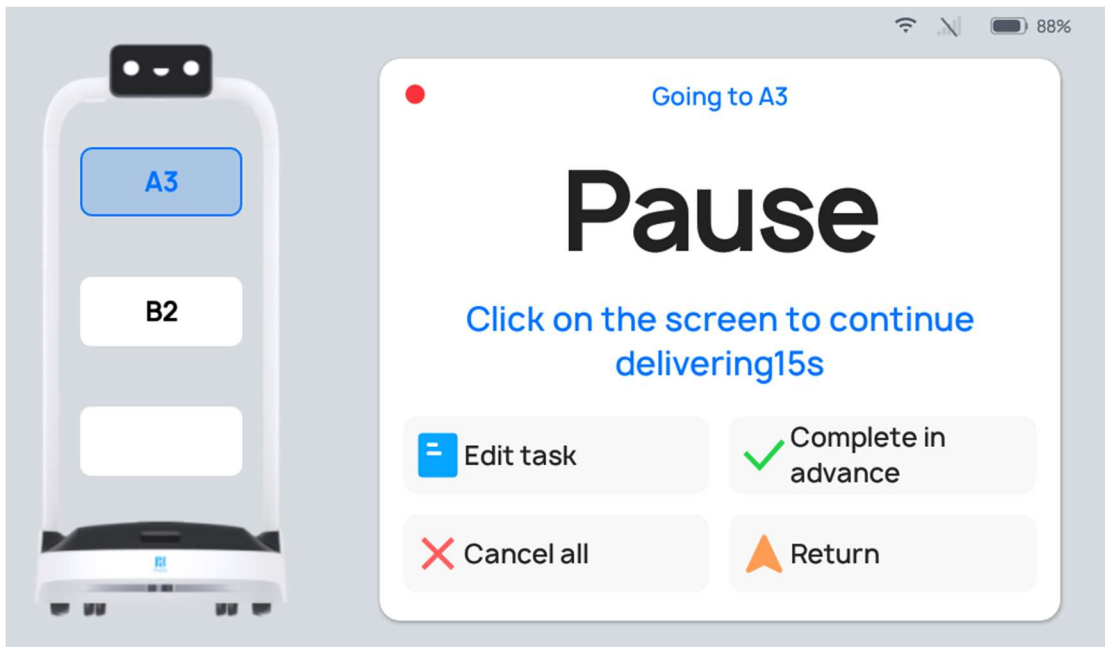 88%
A3
B2
Going to A3
Pause
Click on the screen to continue
delivering15s
Edit task
Complete in
advance
Cancel all
Return